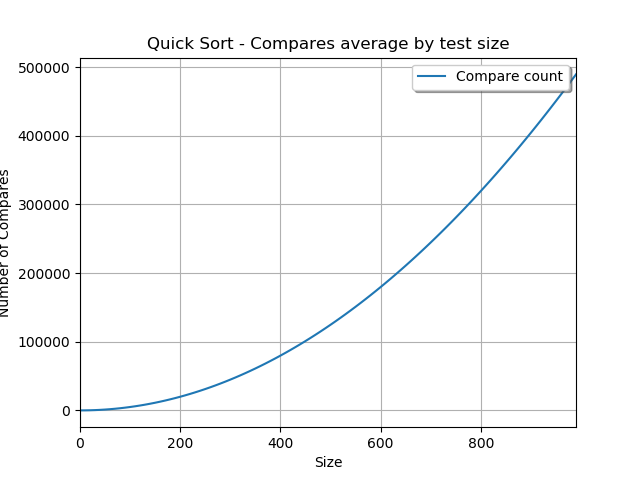 Quick Sort - Compares average by test size
Compare count
500000
400000
300000
200000
100000
0
Number of Compares
0 200 400 600 800
Size